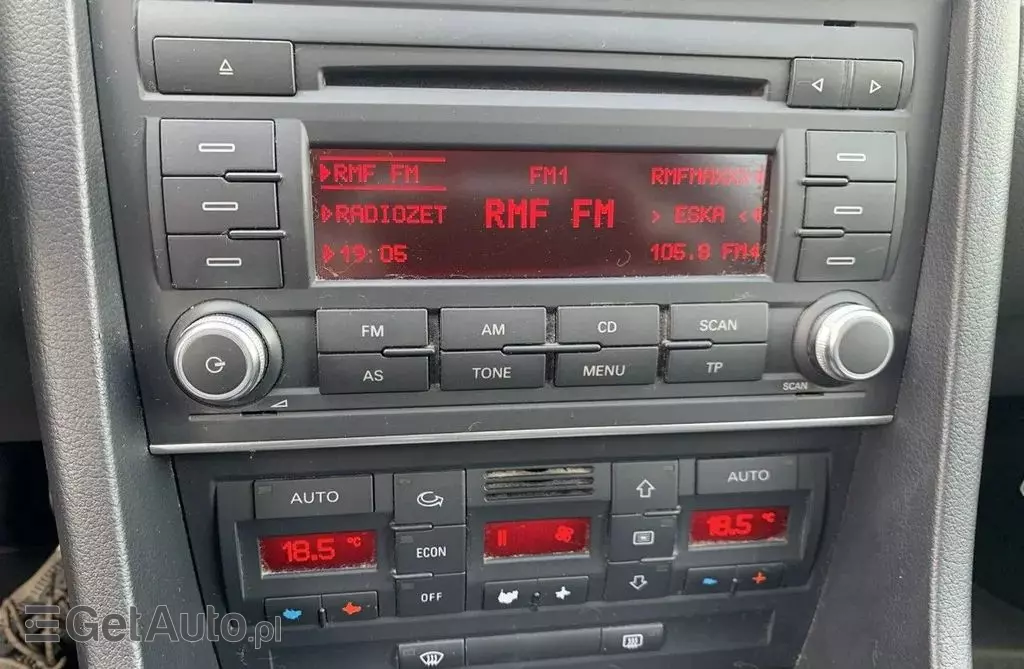 RMF FM FM1 RMFMAXXX
RADIOZET RMF FM > ESKA <
19:05 105.8 FM
FM AM CD SCAN
AS TONE MENU TP
SCAN
AUTO AUTO
18.5 °C 18.5 °C
ECON
OFF
GetAuto.pl